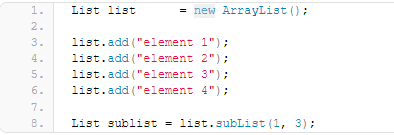 1. List list      = new ArrayList();
2.
3. list.add("element 1");
4. list.add("element 2");
5. list.add("element 3");
6. list.add("element 4");
7.
8. List sublist = list.subList(1, 3);